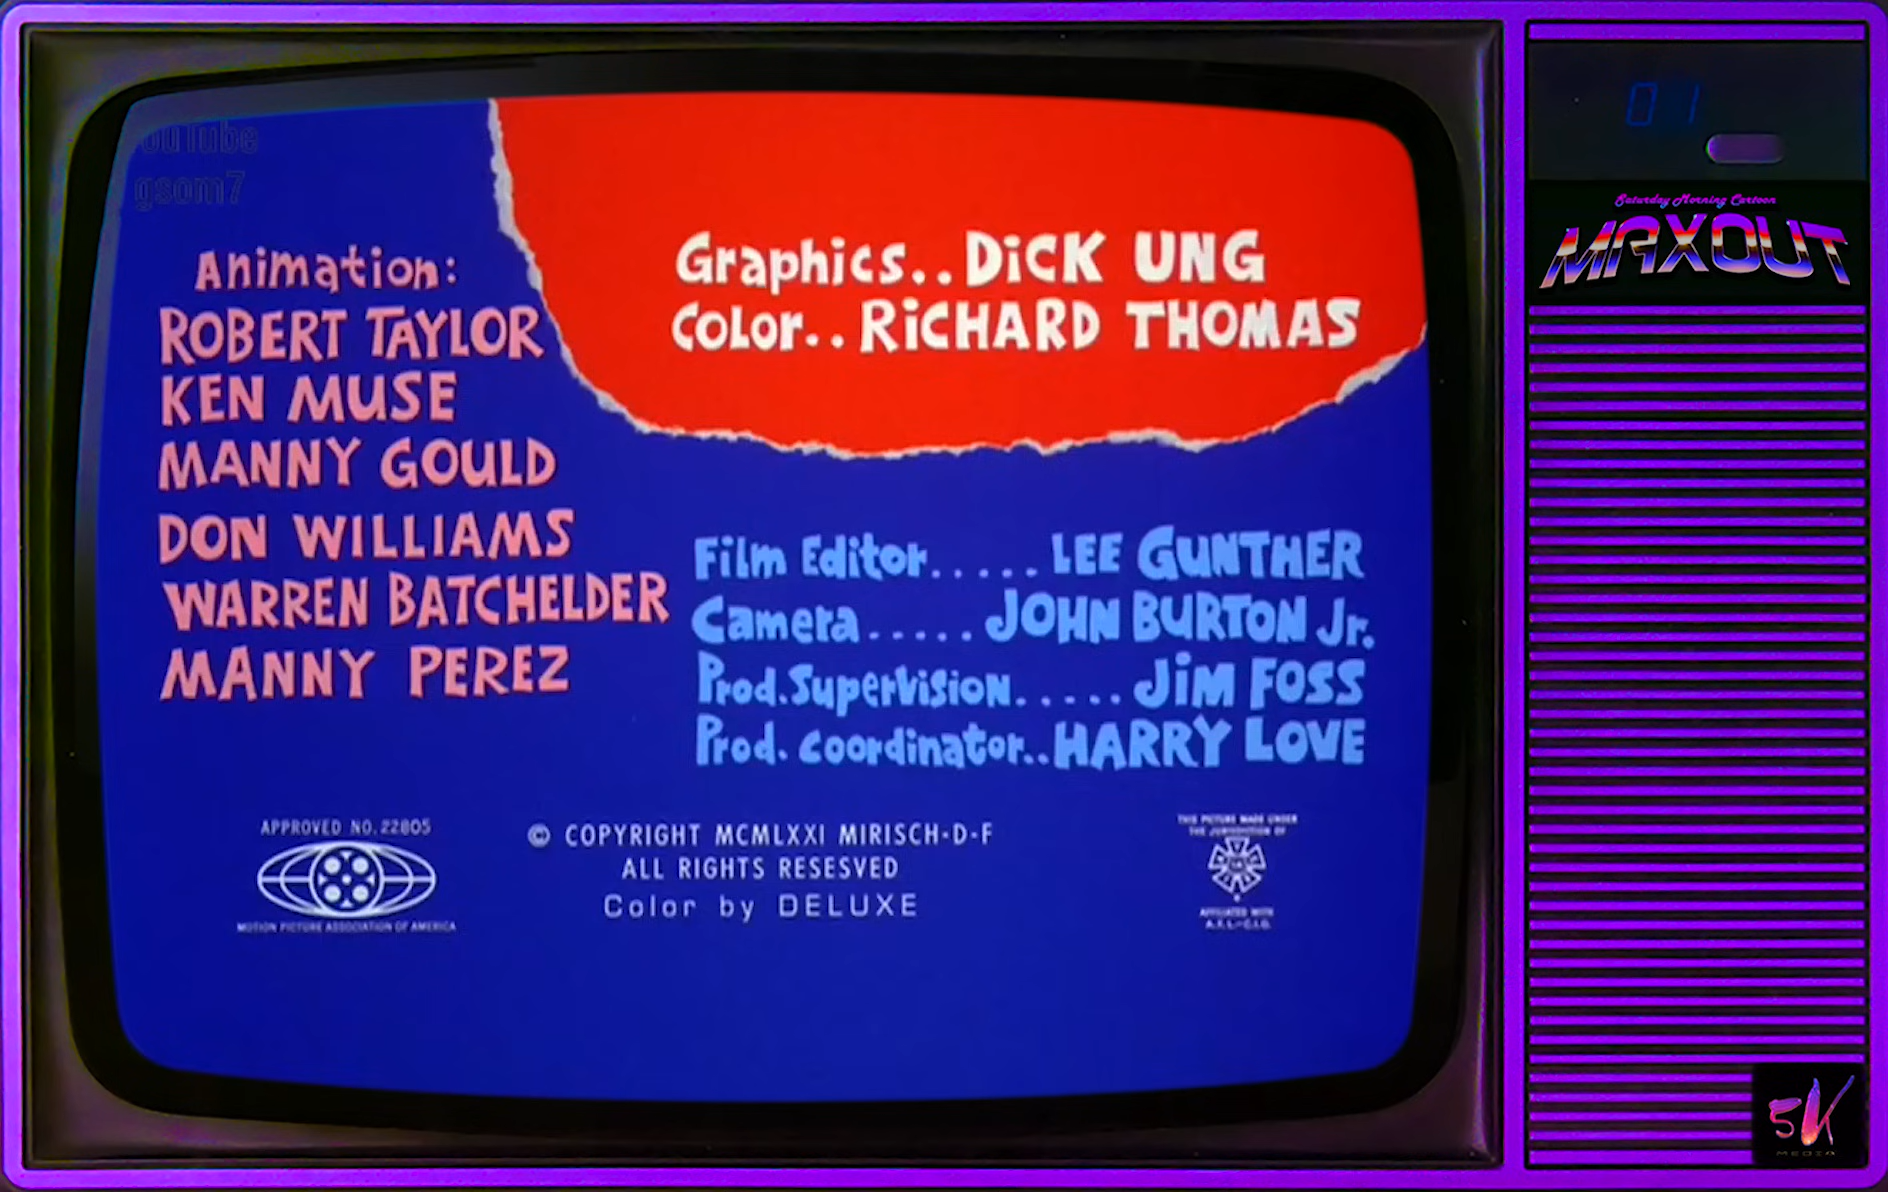 01
Saturday Morning Cartoon
MAXOUT
YouTube
gsom7
Animation:
ROBERT TAYLOR
KEN MUSE
MANNY GOULD
DON WILLIAMS
WARREN BATCHELDER
MANNY PEREZ
Graphics..DiCK UNG
Color..RiCHARD THOMAS
Film Editor.....LEE GUNTHER
Camera.....JOHN BURTON Jr.
Prod.Supervision.....JiM FOSS
Prod. Coordinator..HARRY LOVE
APPROVED NO. 22805
MOTION PICTURE ASSOCIATION OF AMERICA
© COPYRIGHT MCMLXXI MIRISCH-D-F
ALL RIGHTS RESESVED
Color by DELUXE
THIS PICTURE MADE UNDER
THE JURISDICTION OF
AFFILIATED WITH
A.F.L.-C.I.O.
5K
MEDIA